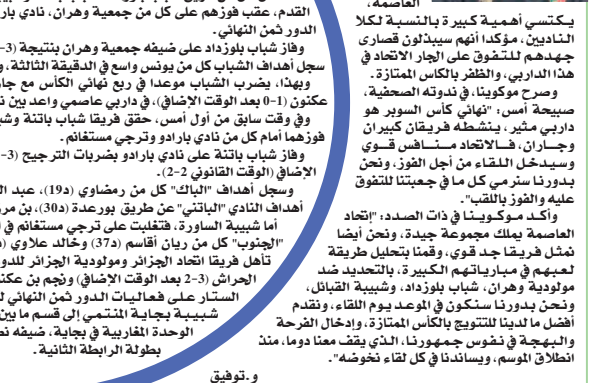 العاصمة،
يكتسي أهمية كبيرة بالنسبة لكلا
الناديين، مؤكدا أنهم سيبذلون قصارى
جهدهم للتفوق على الجار الاتحاد في
هذا الداربي، والظفر بالكأس الممتازة.
وصرح موكوينا، في ندوته الصحفية،
صبيحة أمس: "نهائي كأس السوبر هو
داربي مثير، ينشطه فريقان كبيران
وجاران، فالاتحاد منافس قوي
وسيدخل اللقاء من أجل الفوز، ونحن
بدورنا سنرمي كل ما في جعبتنا للتفوق
عليه والفوز باللقب".
وأكد موكوينا في ذات الصدد: "إتحاد
العاصمة يملك مجموعة جيدة، ونحن أيضا
نمثل فريقا جد قوي، وقمنا بتحليل طريقة
لعبهم في مبارياتهم الكبيرة، بالتحديد ضد
مولودية وهران، شباب بلوزداد، وشبيبة القبائل،
ونحن بدورنا سنكون في الموعد يوم اللقاء، ونقدم
أفضل ما لدينا للتتويج بالكأس الممتازة، وإدخال الفرحة
والبهجة في نفوس جمهورنا، الذي يقف معنا دوما، منذ
انطلاق الموسم، ويساندنا في كل لقاء نخوضه".
و.توفيق
القدم، عقب فوزهم على كل من جمعية وهران، نادي
الدور ثمن النهائي.
وفاز شباب بلوزداد على ضيفه جمعية وهران بنتيجة (3-
سجل أهداف الشباب كل من يونس واسع في الدقيقة الثالثة،
وبهذا، يضرب الشباب موعدا في ربع نهائي الكأس مع
عكنون (1-0 بعد الوقت الإضافي)، في داربي عاصمي واعد بين
وفي وقت سابق من أول أمس، حقق فريقا شباب باتنة
فوزهما أمام كل من نادي بارادو وترجي مستغانم.
وفاز شباب باتنة على نادي بارادو بضربات الترجيح (3-
الإضافي (الوقت القانوني 2-2).
وسجل أهداف "الباك" كل من رمضاوي (د19)، عبد
أهداف النادي "الباتني" عن طريق بورعدة (د30)، بن
أما شبيبة الساورة، فتغلبت على ترجي مستغانم في
"الجنوب" كل من ريان أقاسم (د37) وخالد علاوي
تأهل فريقا اتحاد الجزائر ومولودية الجزائر للدور
الحراش (3-2 بعد الوقت الإضافي) ونجم بن
الستار على فعاليات الدور ثمن النهائي
شبيبة بجاية المنتمي إلى قسم ما بين
الوحدة المغاربية في بجاية، ضيفه
بطولة الرابطة الثانية.